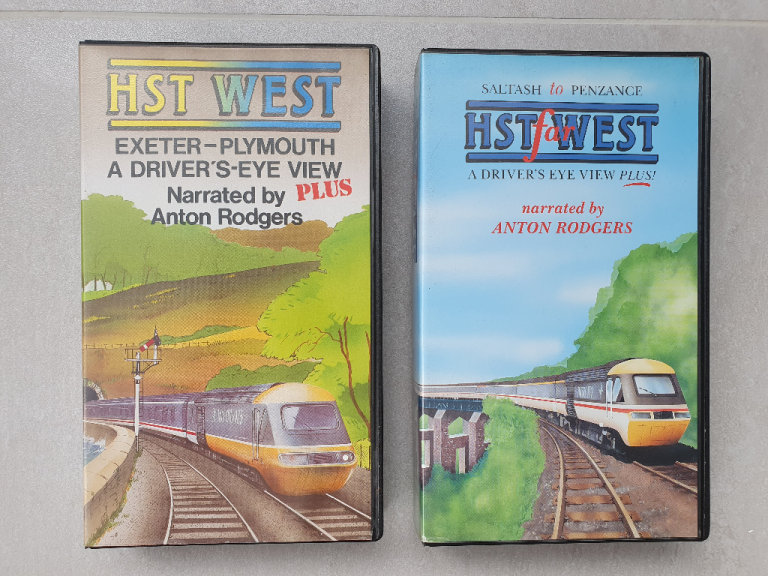 HST WEST
EXETER–PLYMOUTH
A DRIVER'S-EYE VIEW
PLUS
Narrated by
Anton Rodgers
SALTASH to PENZANCE
HST far WEST
A DRIVER'S EYE VIEW PLUS!
narrated by
ANTON RODGERS